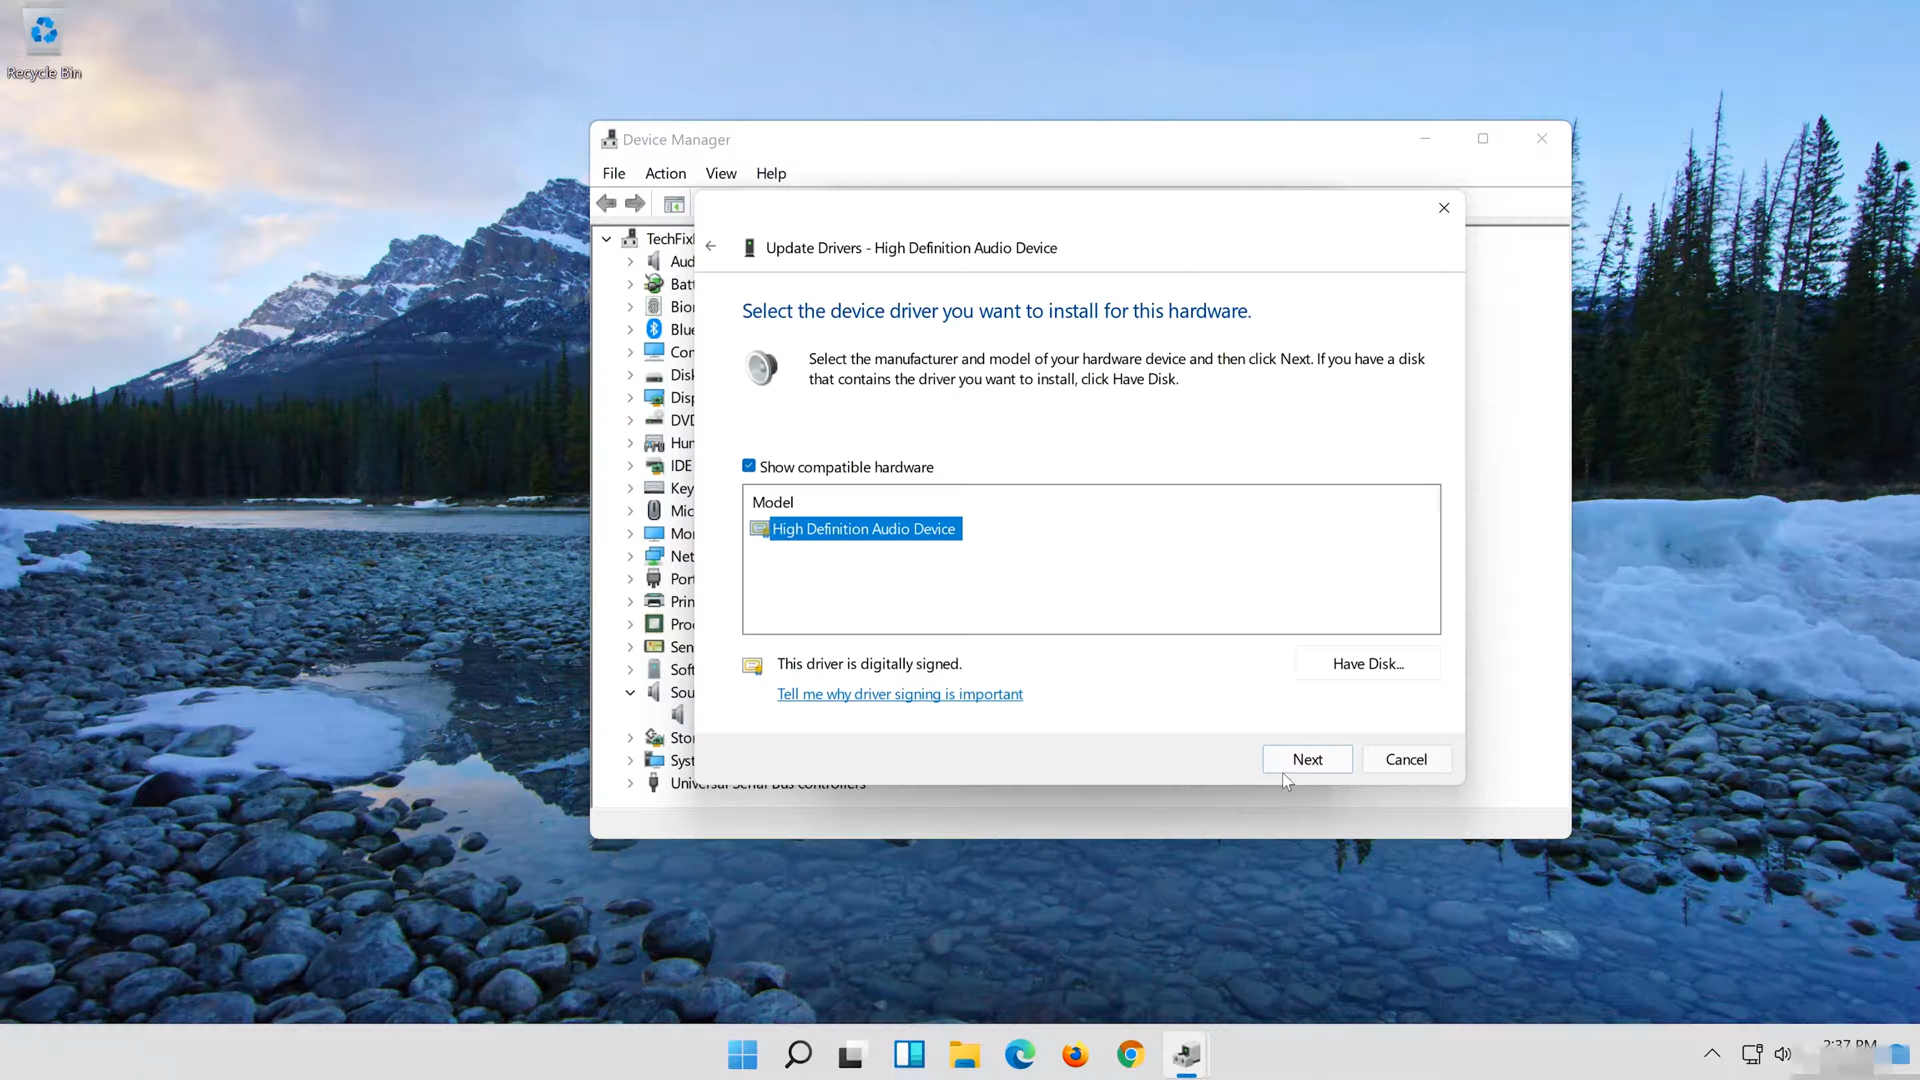 Recycle Bin
Device Manager
File Action View Help
TechFix
Update Drivers - High Definition Audio Device
Select the device driver you want to install for this hardware.
Select the manufacturer and model of your hardware device and then click Next. If you have a disk
that contains the driver you want to install, click Have Disk.
Show compatible hardware
Model
High Definition Audio Device
This driver is digitally signed.
Have Disk...
Tell me why driver signing is important
Next
Cancel
Aud
Batt
Bior
Blue
Con
Disk
Disp
DVD
Hun
IDE
Key
Mic
Mor
Net
Port
Prin
Proc
Sen
Soft
Sou
Stor
Syst
Universal Serial Bus controllers
2:37 PM